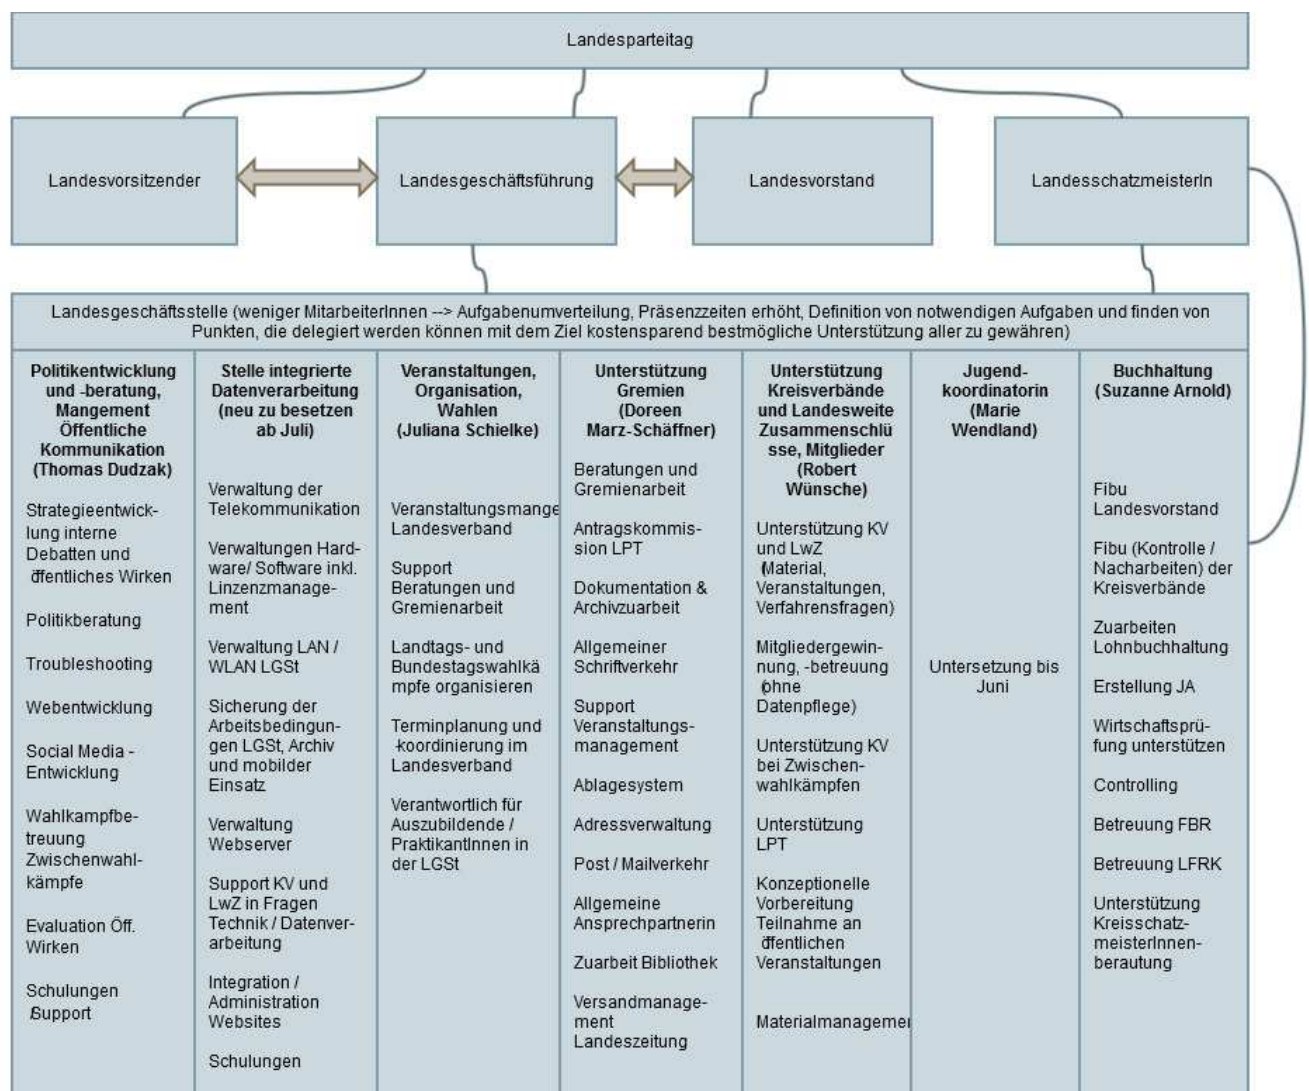 Landesparteitag
Landesvorsitzender
Landesgeschäftsführung
Landesvorstand
LandesschatzmeisterIn
Landesgeschäftsstelle (weniger MitarbeiterInnen --> Aufgabenumverteilung, Präsenzzeiten erhöht, Definition von notwendigen Aufgaben und finden von
Punkten, die delegiert werden können mit dem Ziel kostensparend bestmögliche Unterstützung aller zu gewähren)
Politikentwicklung
und -beratung,
Mangement
Öffentliche
Kommunikation
(Thomas Dudzak)
Strategieentwick-
lung interne
Debatten und
öffentliches Wirken
Politikberatung
Troubleshooting
Webentwicklung
Social Media -
Entwicklung
Wahlkampfbe-
treuung
Zwischenwahl-
kämpfe
Evaluation Öff.
Wirken
Schulungen
/Support
Stelle integrierte
Datenverarbeitung
(neu zu besetzen
ab Juli)
Verwaltung der
Telekommunikation
Verwaltungen Hard-
ware/ Software inkl.
Linzenzmanage-
ment
Verwaltung LAN /
WLAN LGSt
Sicherung der
Arbeitsbedingun-
gen LGSt, Archiv
und mobilder
Einsatz
Verwaltung
Webserver
Support KV und
LwZ in Fragen
Technik / Datenver-
arbeitung
Integration /
Administration
Websites
Schulungen
Veranstaltungen,
Organisation,
Wahlen
(Juliana Schielke)
Veranstaltungsmange
Landesverband
Support
Beratungen und
Gremienarbeit
Landtags- und
Bundestagswahlkä
mpfe organisieren
Terminplanung und
-koordinierung im
Landesverband
Verantwortlich für
Auszubildende /
PraktikantInnen in
der LGSt
Unterstützung
Gremien
(Doreen
Marz-Schäffner)
Beratungen und
Gremienarbeit
Antragskommis-
sion LPT
Dokumentation &
Archivzuarbeit
Allgemeiner
Schriftverkehr
Support
Veranstaltungs-
management
Ablagesystem
Adressverwaltung
Post / Mailverkehr
Allgemeine
Ansprechpartnerin
Zuarbeit Bibliothek
Versandmanage-
ment
Landeszeitung
Unterstützung
Kreisverbände
und Landesweite
Zusammenschlü
sse, Mitglieder
(Robert
Wünsche)
Unterstützung KV
und LwZ
(Material,
Veranstaltungen,
Verfahrensfragen)
Mitgliedergewin-
nung, -betreuung
(ohne
Datenpflege)
Unterstützung KV
bei Zwischen-
wahlkämpfen
Unterstützung
LPT
Konzeptionelle
Vorbereitung
Teilnahme an
öffentlichen
Veranstaltungen
Materialmanagemen
Jugend-
koordinatorin
(Marie
Wendland)
Untersetzung bis
Juni
Buchhaltung
(Suzanne Arnold)
Fibu
Landesvorstand
Fibu (Kontrolle /
Nacharbeiten) der
Kreisverbände
Zuarbeiten
Lohnbuchhaltung
Erstellung JA
Wirtschaftsprü-
fung unterstützen
Controlling
Betreuung FBR
Betreuung LFRK
Unterstützung
Kreisschatz-
meisterInnen-
berautung